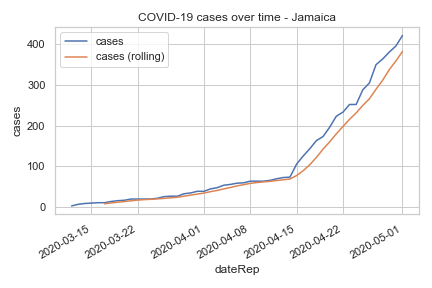 COVID-19 cases over time - Jamaica
cases
cases (rolling)
cases
400
300
200
100
0
2020-03-15
2020-03-22
2020-04-01
2020-04-08
2020-04-15
2020-04-22
2020-05-01
dateRep